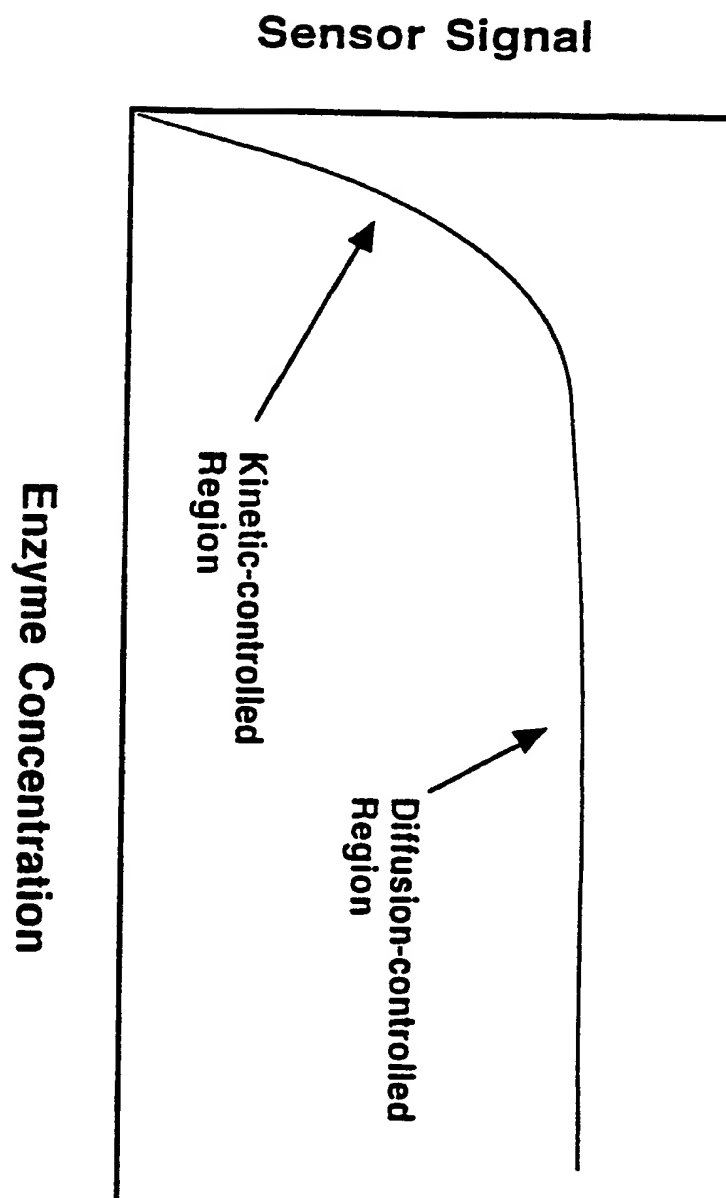 Sensor Signal
Kinetic-controlled
Region
Diffusion-controlled
Region
Enzyme Concentration